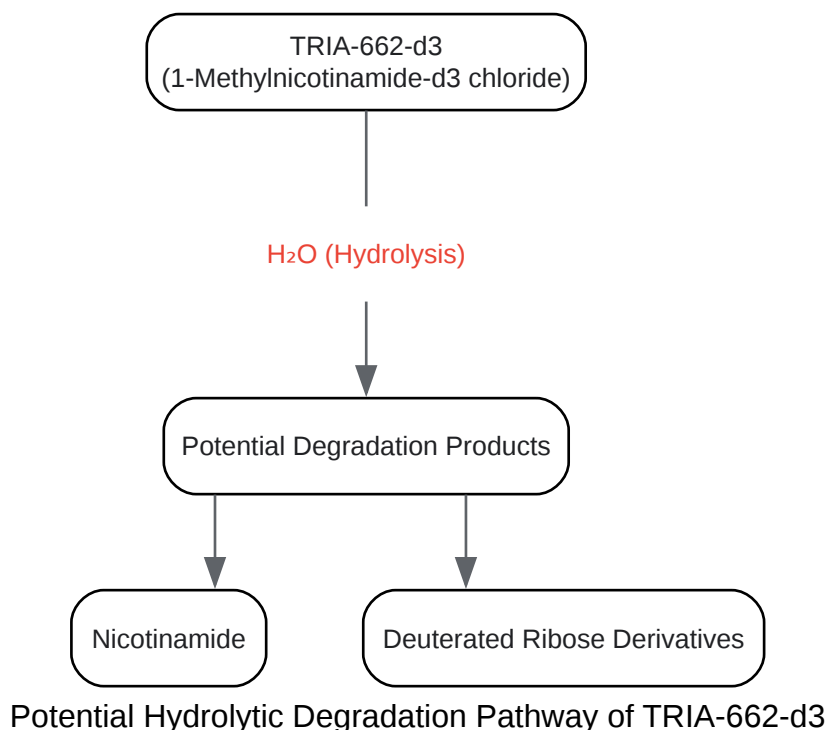 TRIA-662-d3
(1-Methylnicotinamide-d3 chloride)
H₂O (Hydrolysis)
Potential Degradation Products
Nicotinamide
Deuterated Ribose Derivatives
Potential Hydrolytic Degradation Pathway of TRIA-662-d3